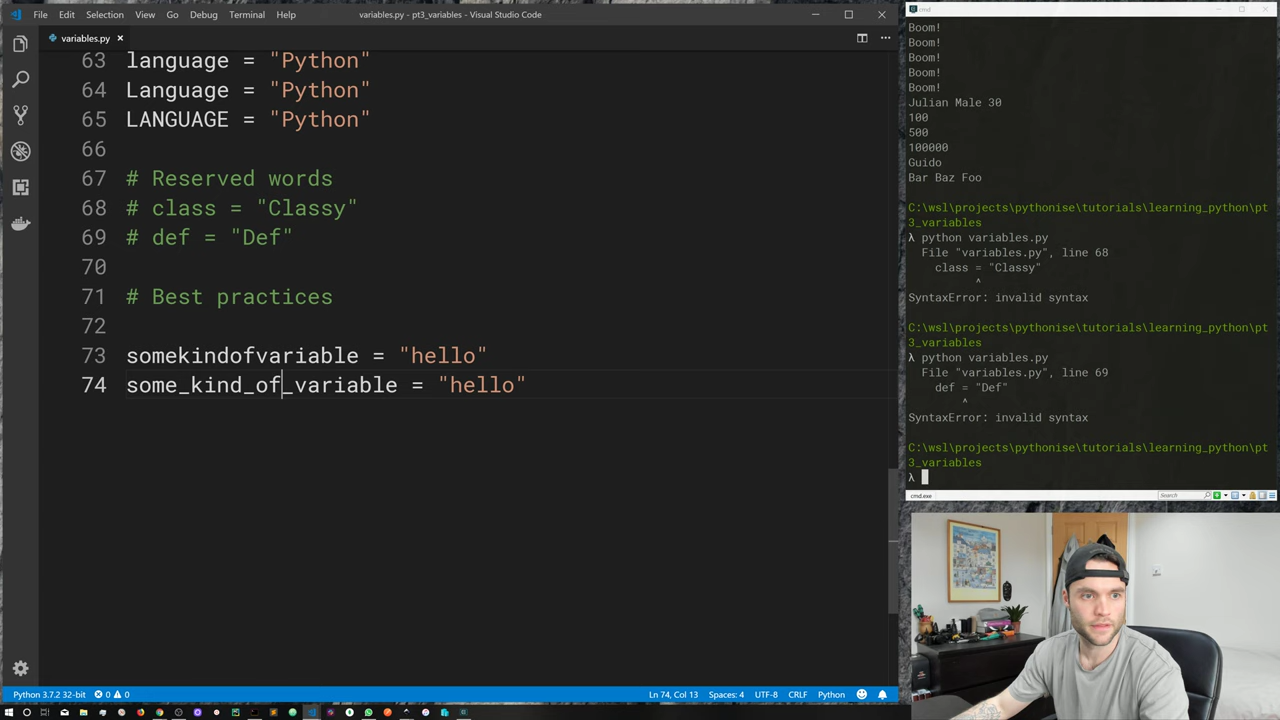 File Edit Selection View Go Debug Terminal Help
variables.py - pt3_variables - Visual Studio Code
variables.py
63 language = "Python"
64 Language = "Python"
65 LANGUAGE = "Python"
66
67 # Reserved words
68 # class = "Classy"
69 # def = "Def"
70
71 # Best practices
72
73 somekindofvariable = "hello"
74 some_kind_of_variable = "hello"
Python 3.7.2 32-bit 0 0
Ln 74, Col 13 Spaces: 4 UTF-8 CRLF Python
cmd
Boom!
Boom!
Boom!
Boom!
Boom!
Julian Male 30
100
500
100000
Guido
Bar Baz Foo
C:\wsl\projects\pythonise\tutorials\learning_python\pt
3_variables
λ python variables.py
File "variables.py", line 68
class = "Classy"
^
SyntaxError: invalid syntax
C:\wsl\projects\pythonise\tutorials\learning_python\pt
3_variables
λ python variables.py
File "variables.py", line 69
def = "Def"
^
SyntaxError: invalid syntax
C:\wsl\projects\pythonise\tutorials\learning_python\pt
3_variables
λ
cmd.exe
Search